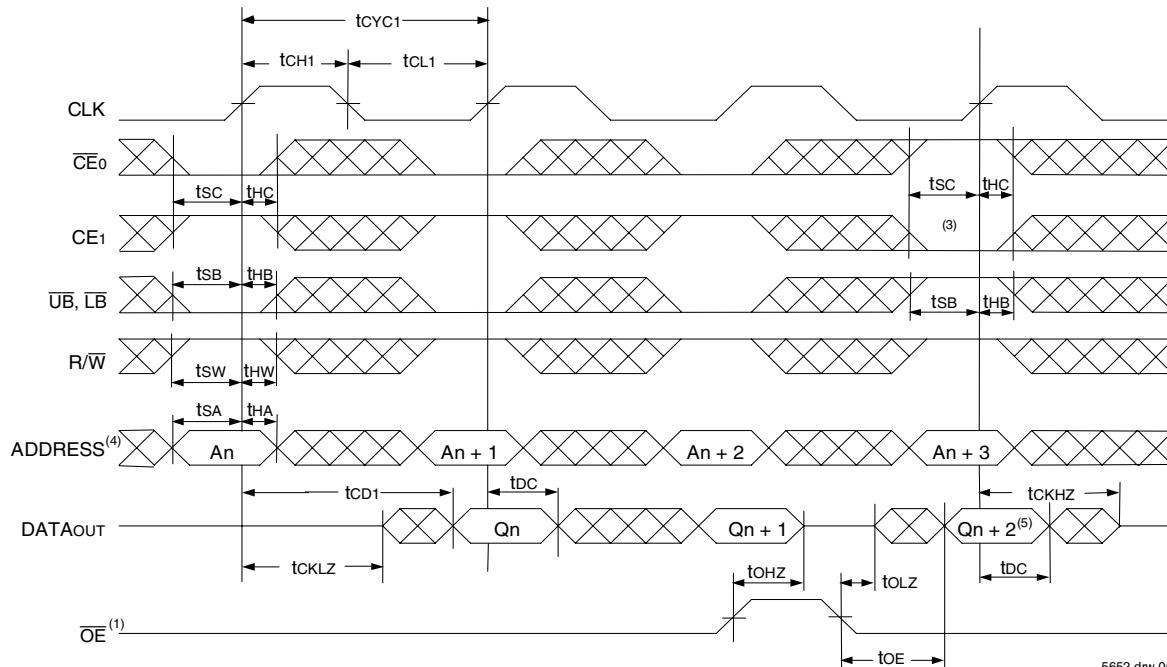 tCYC1
tCH1 tCL1
CLK
CE0
tSC tHC tSC tHC
CE1 (3)
tSB tHB tSB tHB
UB, LB
R/W
tSW tHW
tSA tHA
ADDRESS(4) An An + 1 An + 2 An + 3
tCD1 tDC tCKHZ
DATAOUT Qn Qn + 1 Qn + 2(5)
tCKLZ tOHZ tOLZ tDC
OE (1)
tOE